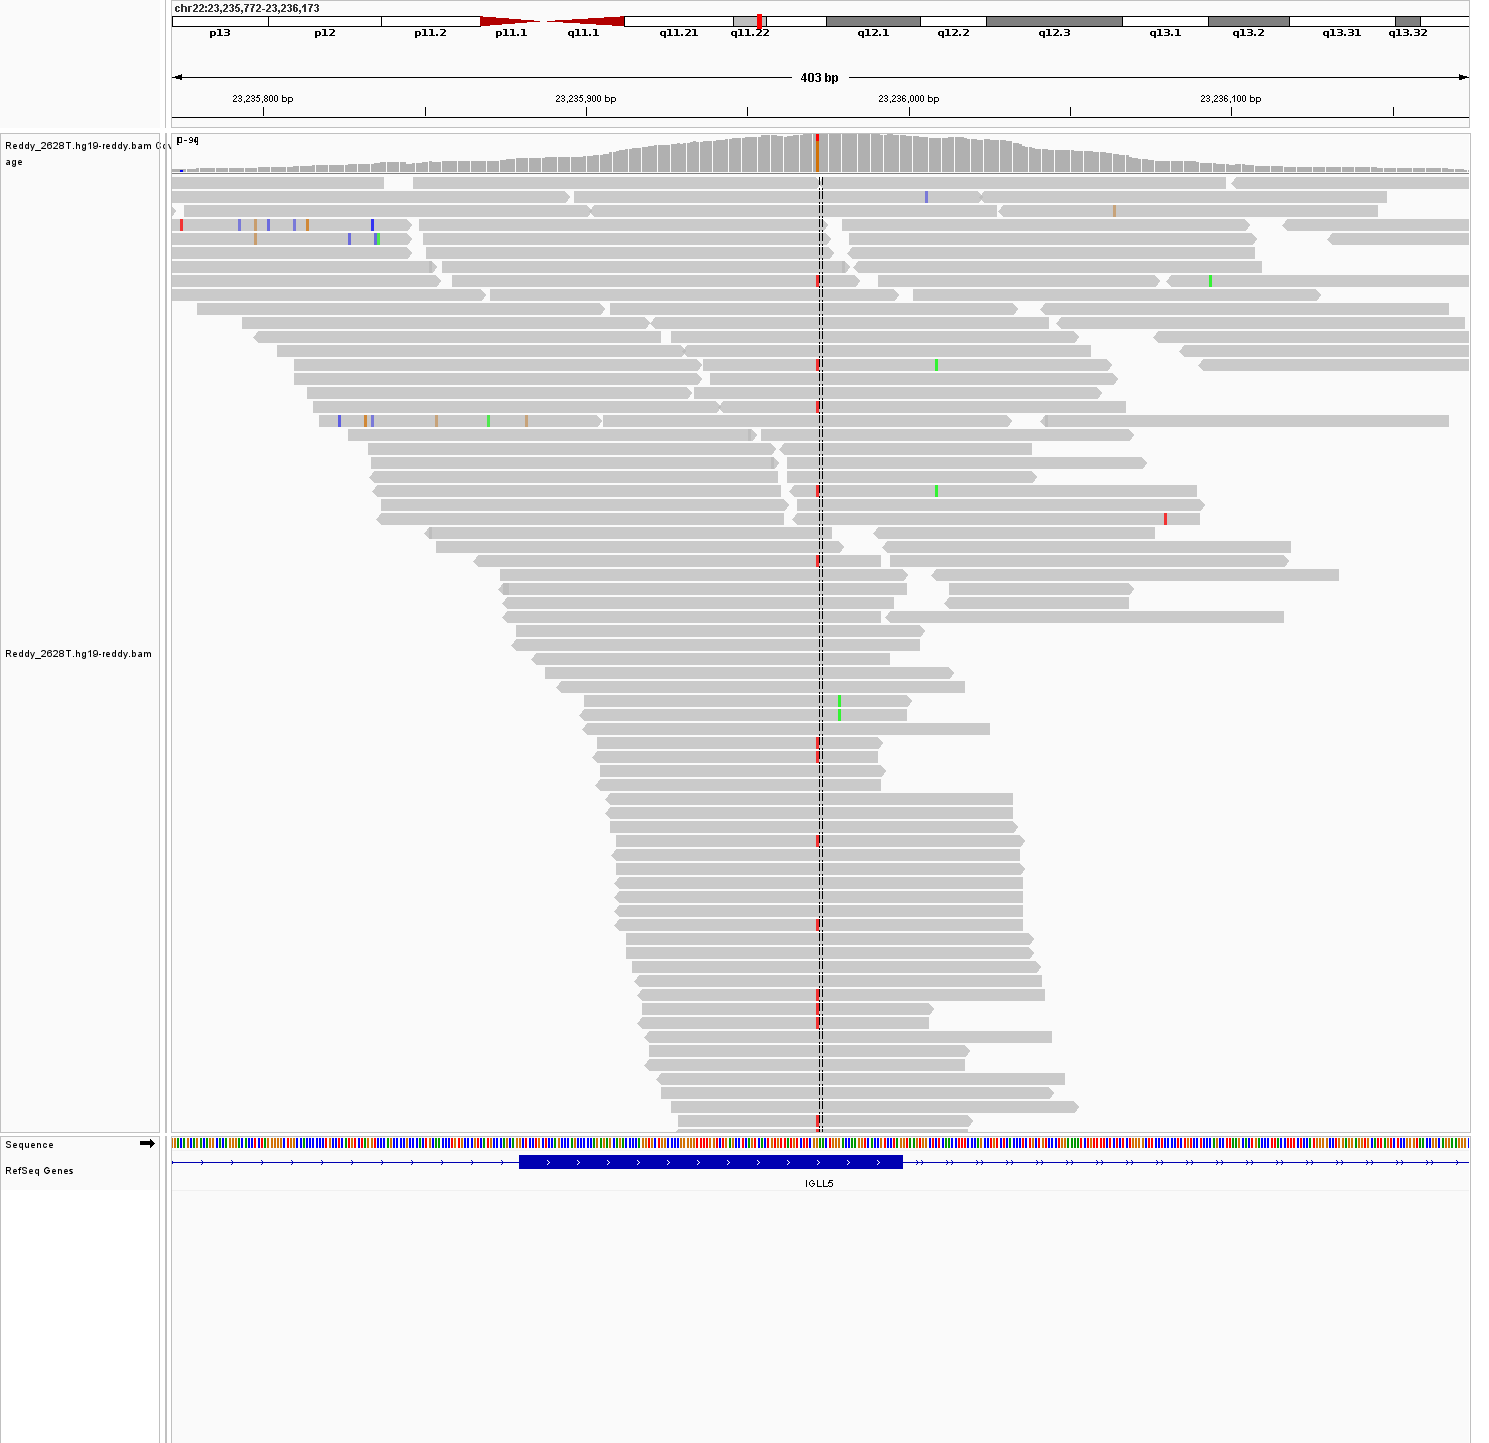 chr22:23,235,772-23,236,173
p13 p12 p11.2 p11.1 q11.1 q11.21 q11.22 q12.1 q12.2 q12.3 q13.1 q13.2 q13.31 q13.32
403 bp
23,235,800 bp 23,235,900 bp 23,236,000 bp 23,236,100 bp
Reddy_2628T.hg19-reddy.bam Cov
age
[0-94]
Reddy_2628T.hg19-reddy.bam
Sequence
RefSeq Genes
IGLL5